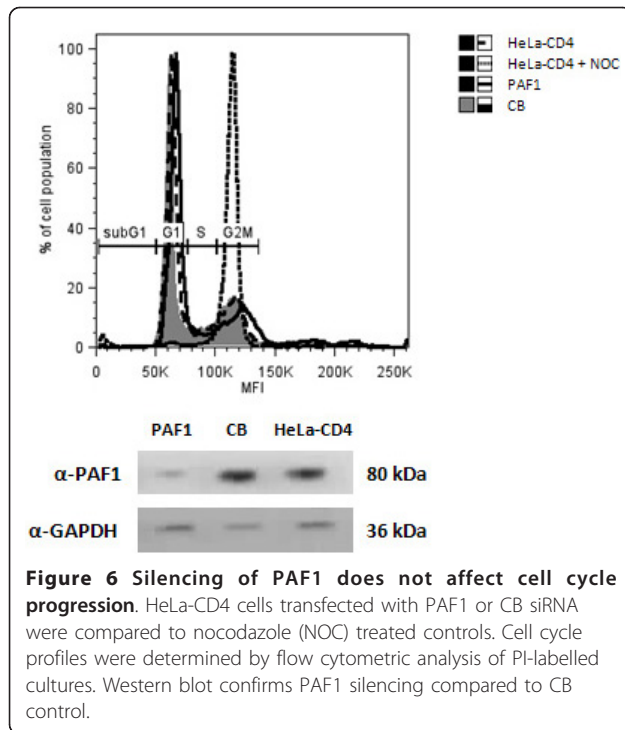 100
80
60
40
20
0
% of cell population
subG1 G1 S G2M
0 50K 100K 150K 200K 250K
MFI
HeLa-CD4
HeLa-CD4 + NOC
PAF1
CB
PAF1 CB HeLa-CD4
α-PAF1 80 kDa
α-GAPDH 36 kDa
Figure 6 Silencing of PAF1 does not affect cell cycle
progression. HeLa-CD4 cells transfected with PAF1 or CB siRNA
were compared to nocodazole (NOC) treated controls. Cell cycle
profiles were determined by flow cytometric analysis of PI-labelled
cultures. Western blot confirms PAF1 silencing compared to CB
control.